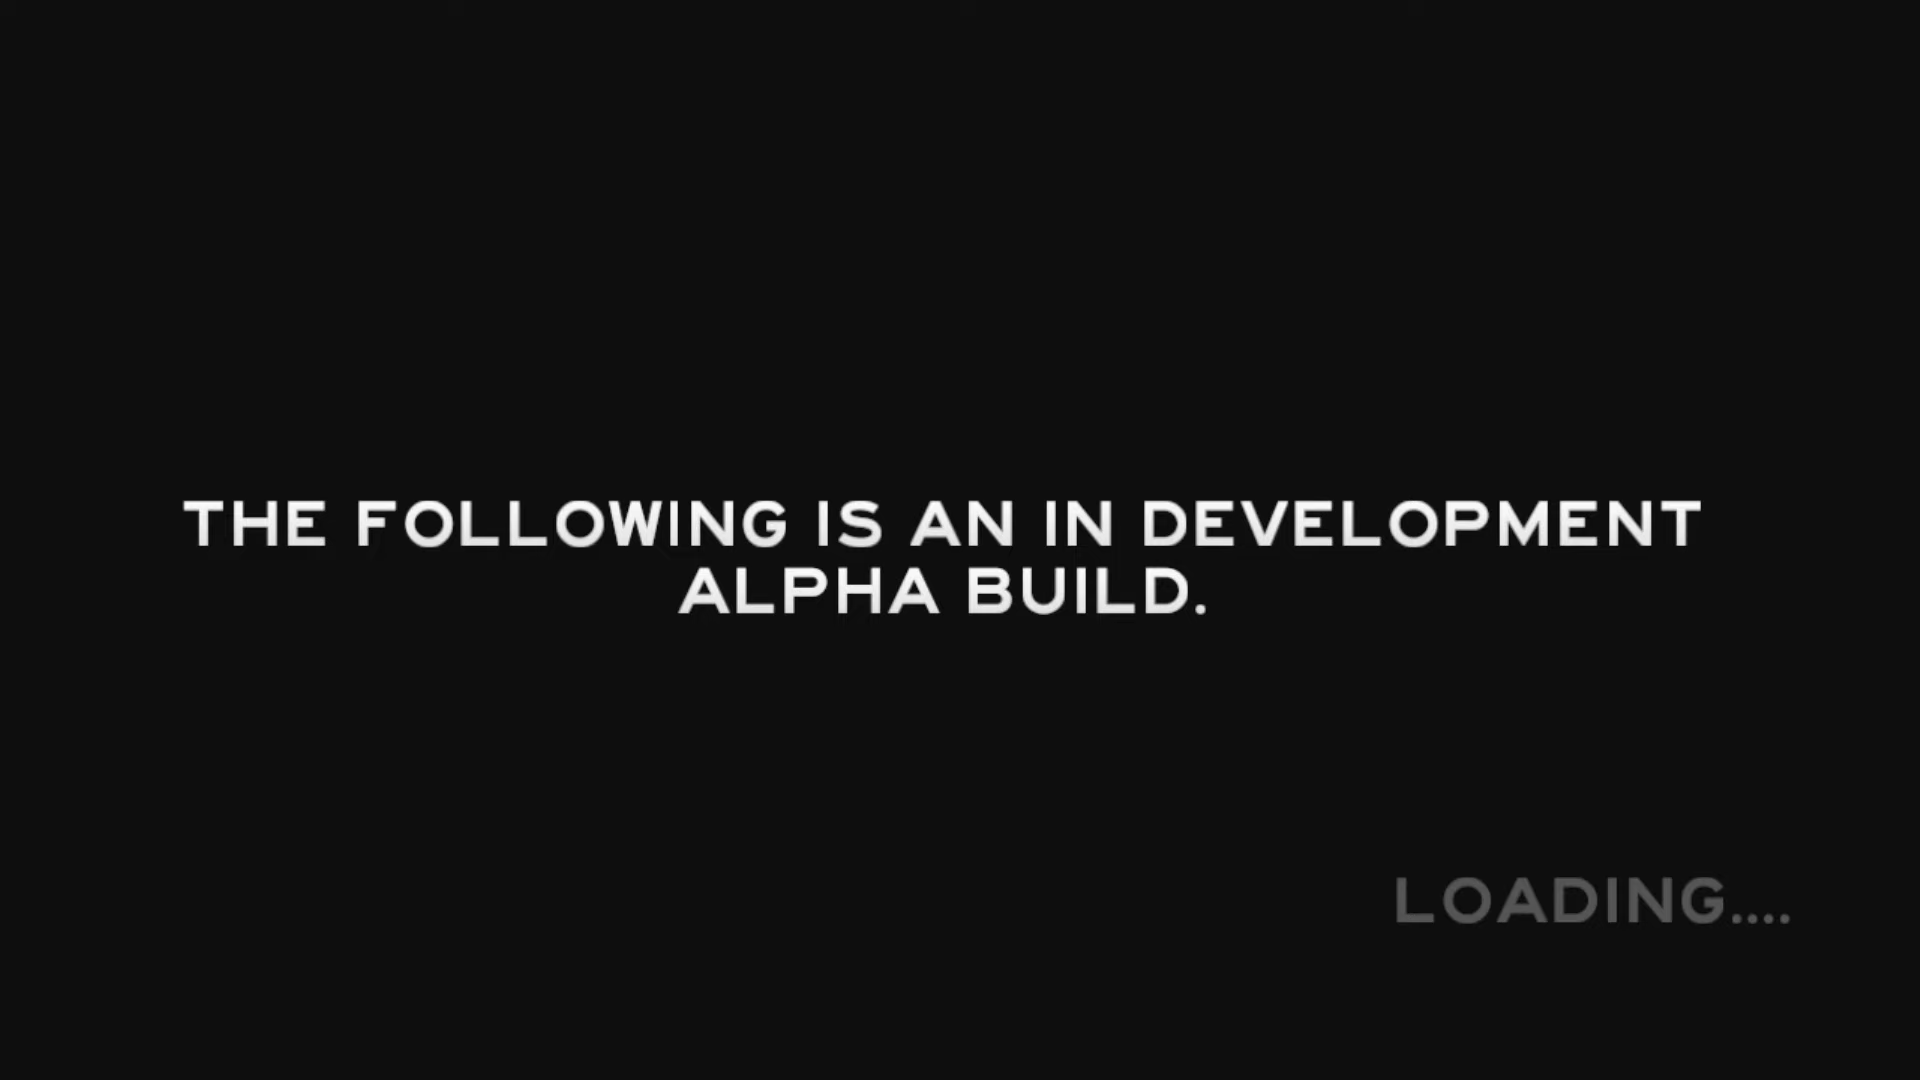 THE FOLLOWING IS AN IN DEVELOPMENT
ALPHA BUILD.
LOADING....